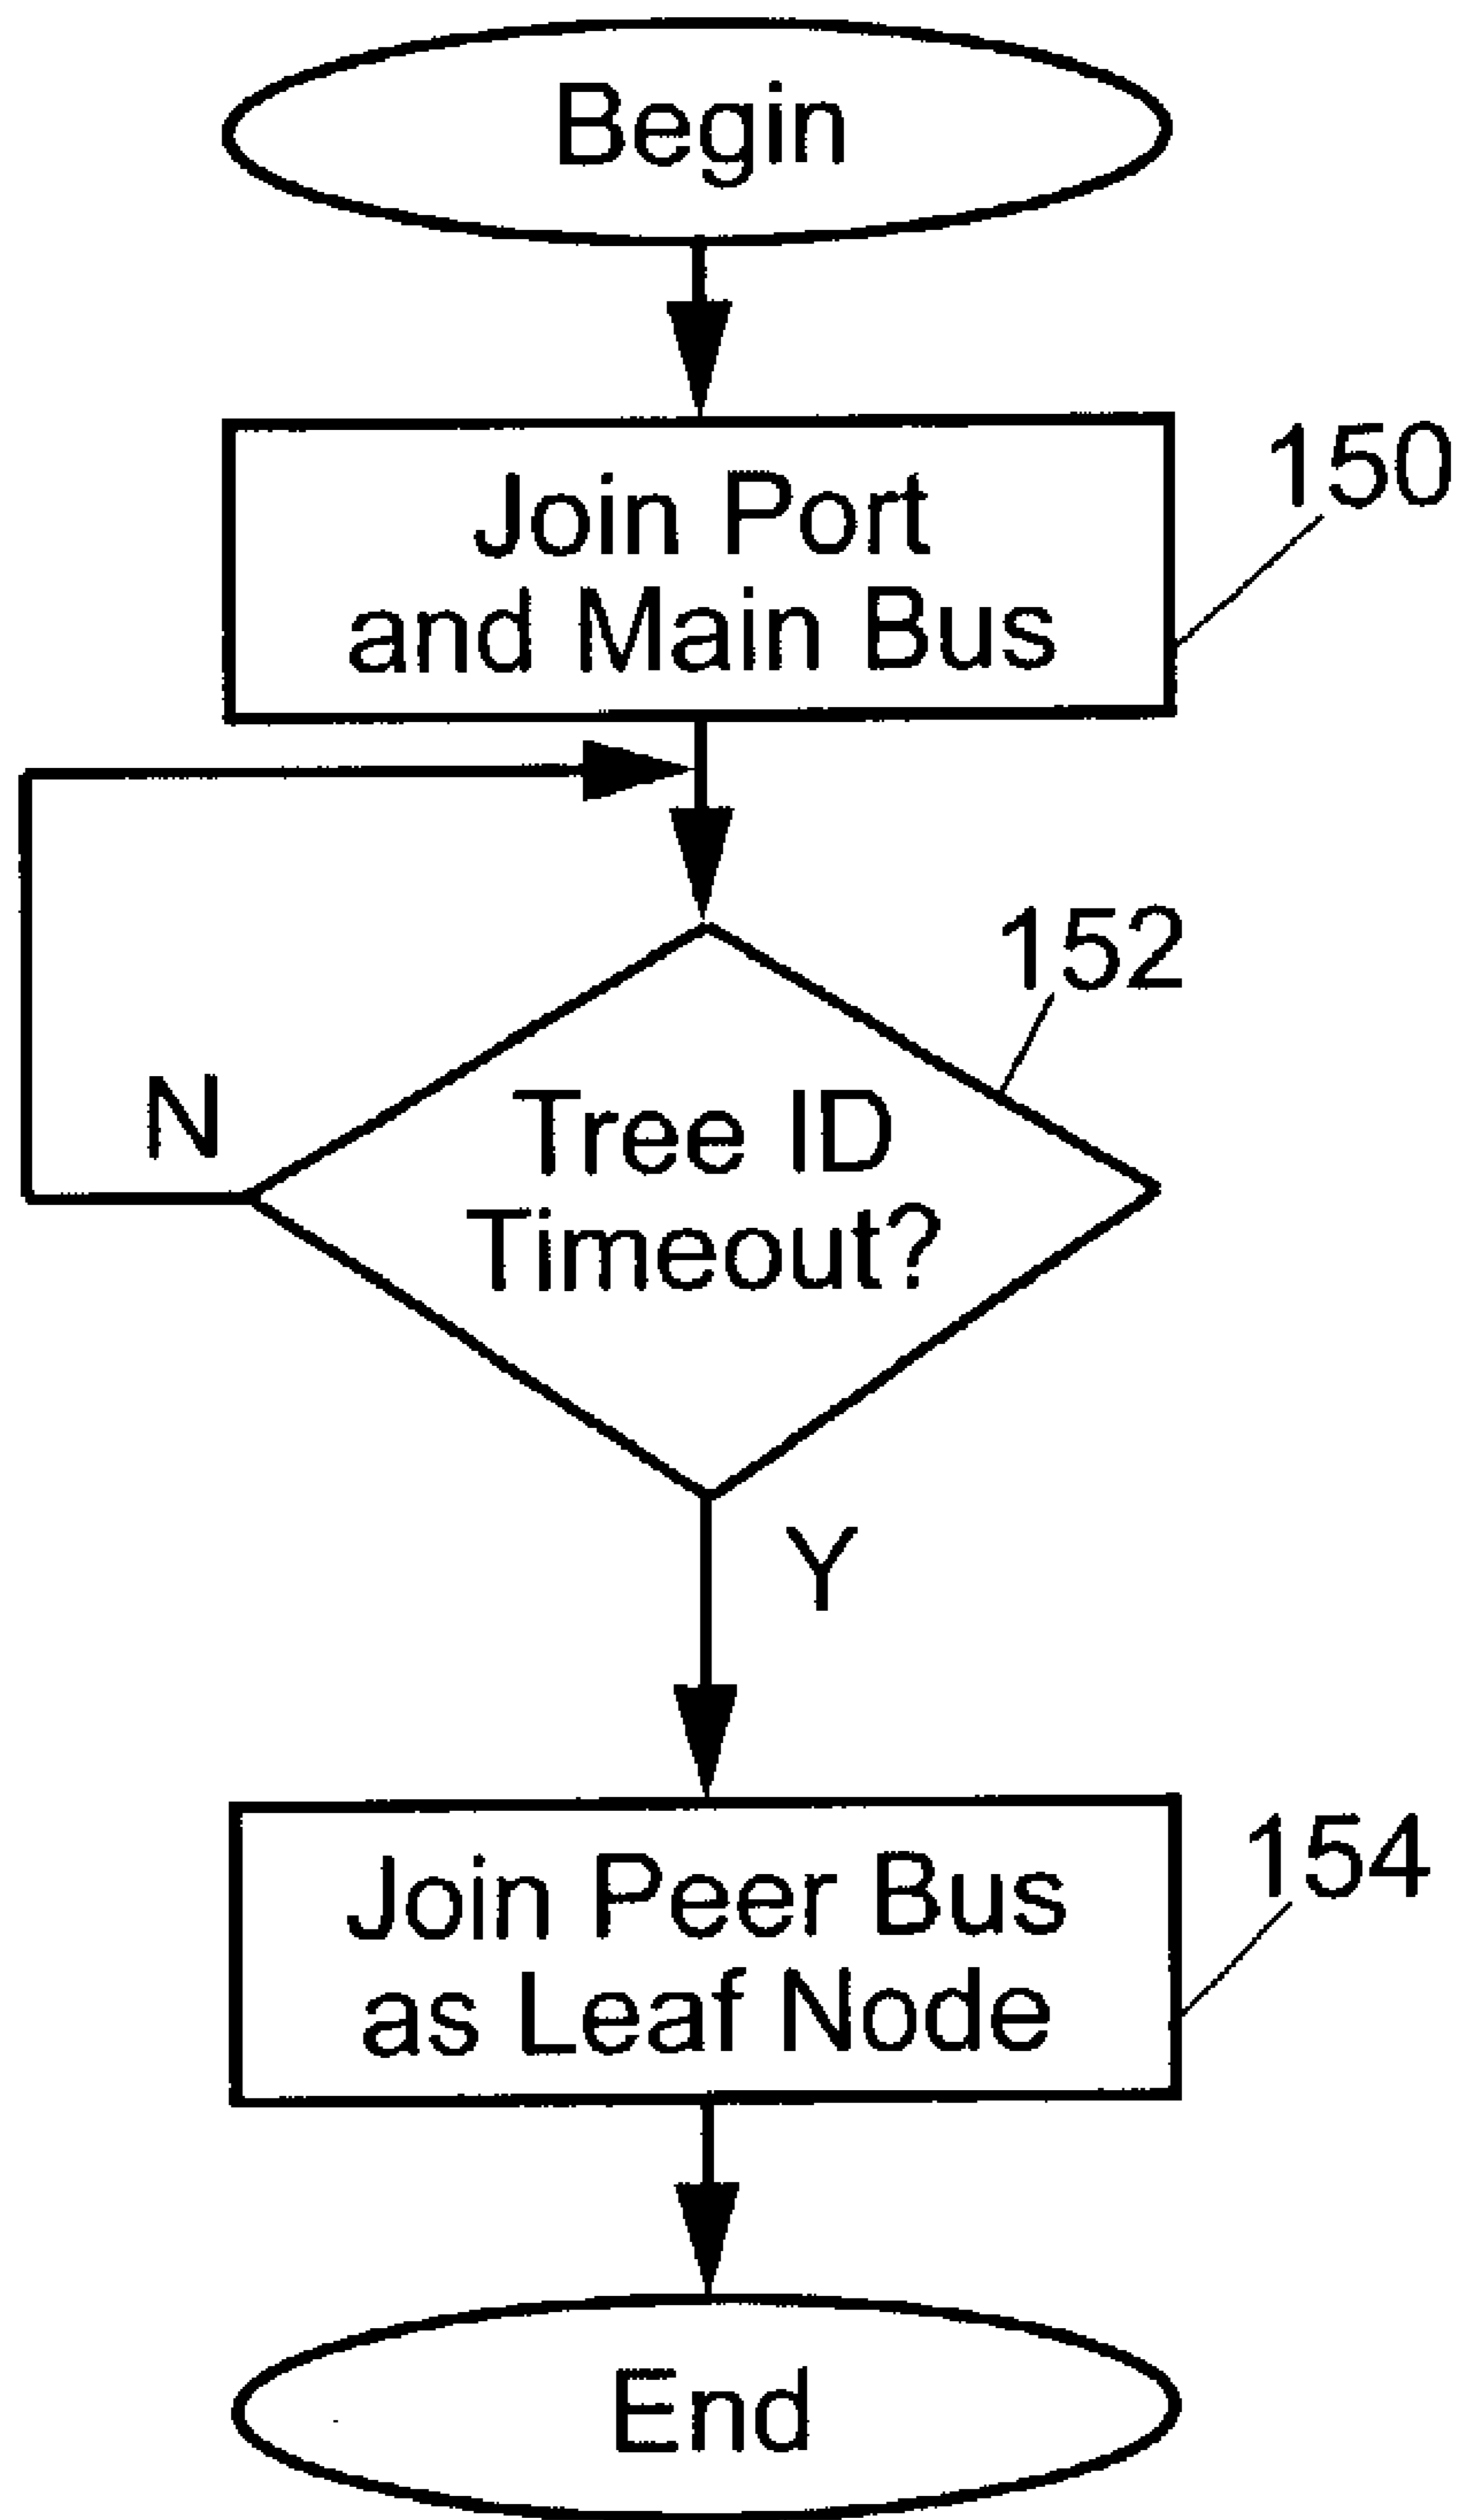 Begin
Join Port
and Main Bus
150
152
Tree ID
Timeout?
N
Y
Join Peer Bus
as Leaf Node
154
End